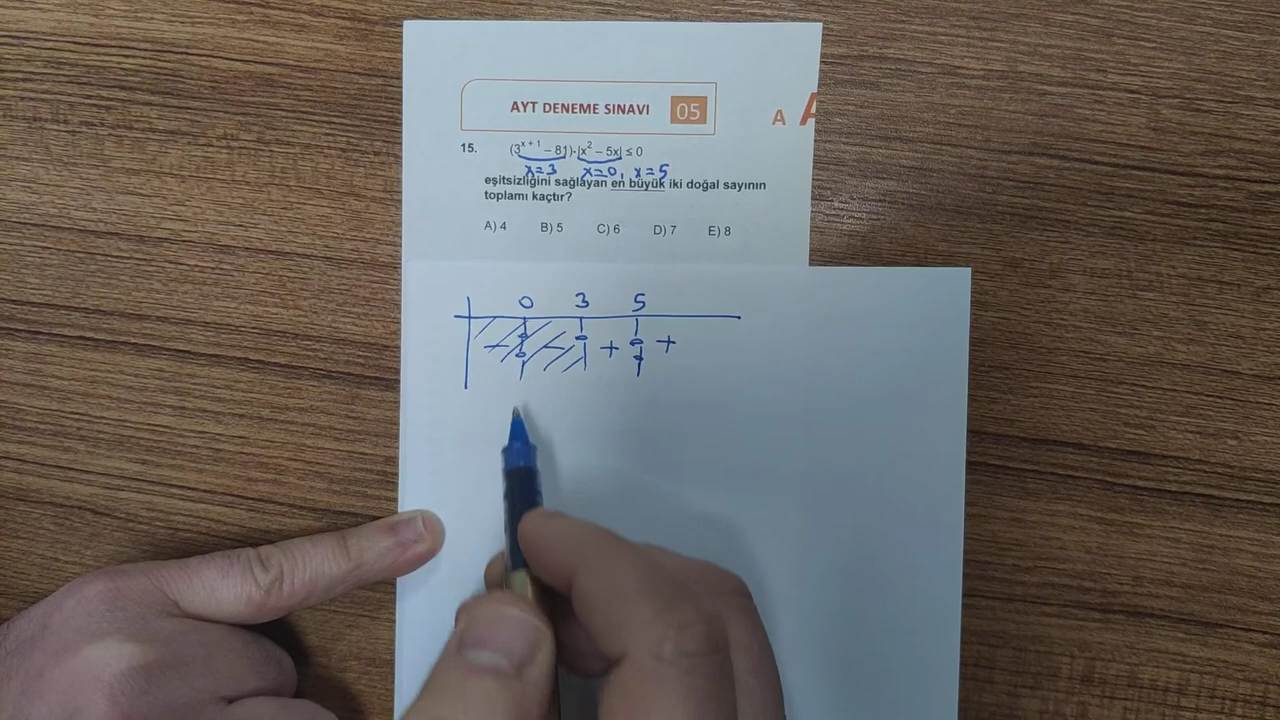 AYT DENEME SINAVI 05
A A
15. (3^{x+1} – 81)·|x² – 5x| ≤ 0
x=3 x=0, x=5
eşitsizliğini sağlayan en büyük iki doğal sayının
toplamı kaçtır?
A) 4 B) 5 C) 6 D) 7 E) 8
0 3 5
– – + +